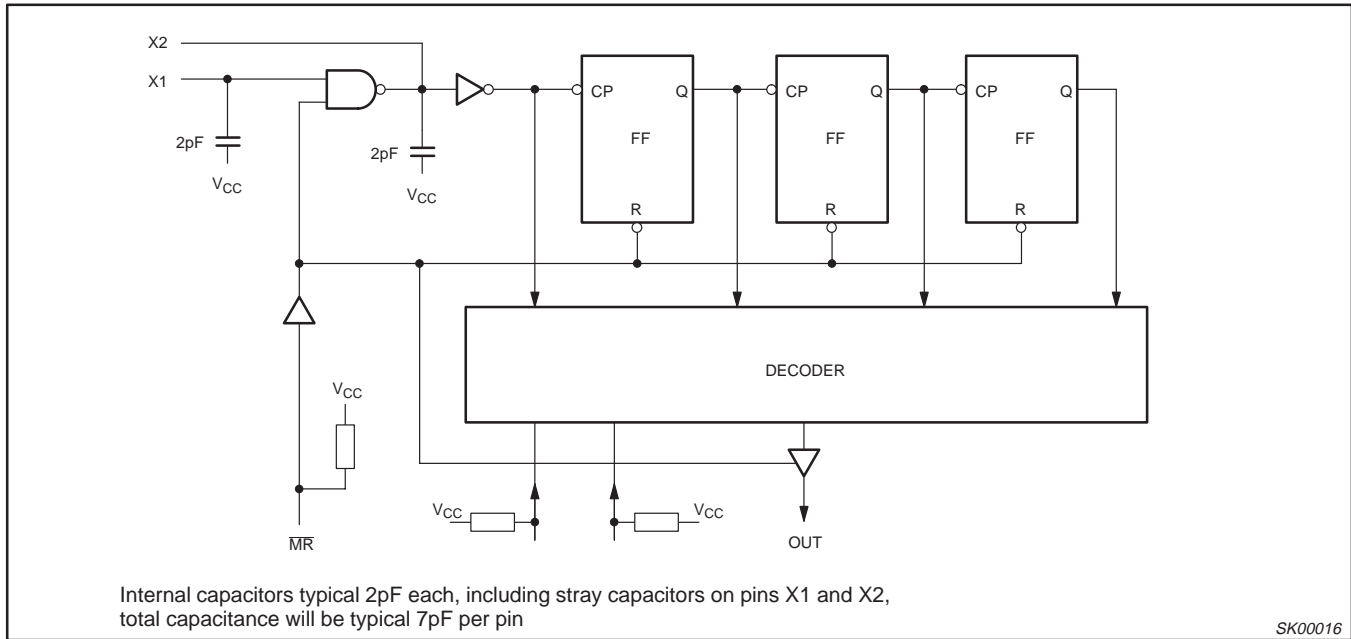 X2
X1
2pF
VCC
2pF
VCC
CP
Q
FF
R
CP
Q
FF
R
CP
Q
FF
R
DECODER
VCC
MR
VCC
VCC
OUT
Internal capacitors typical 2pF each, including stray capacitors on pins X1 and X2,
total capacitance will be typical 7pF per pin
SK00016